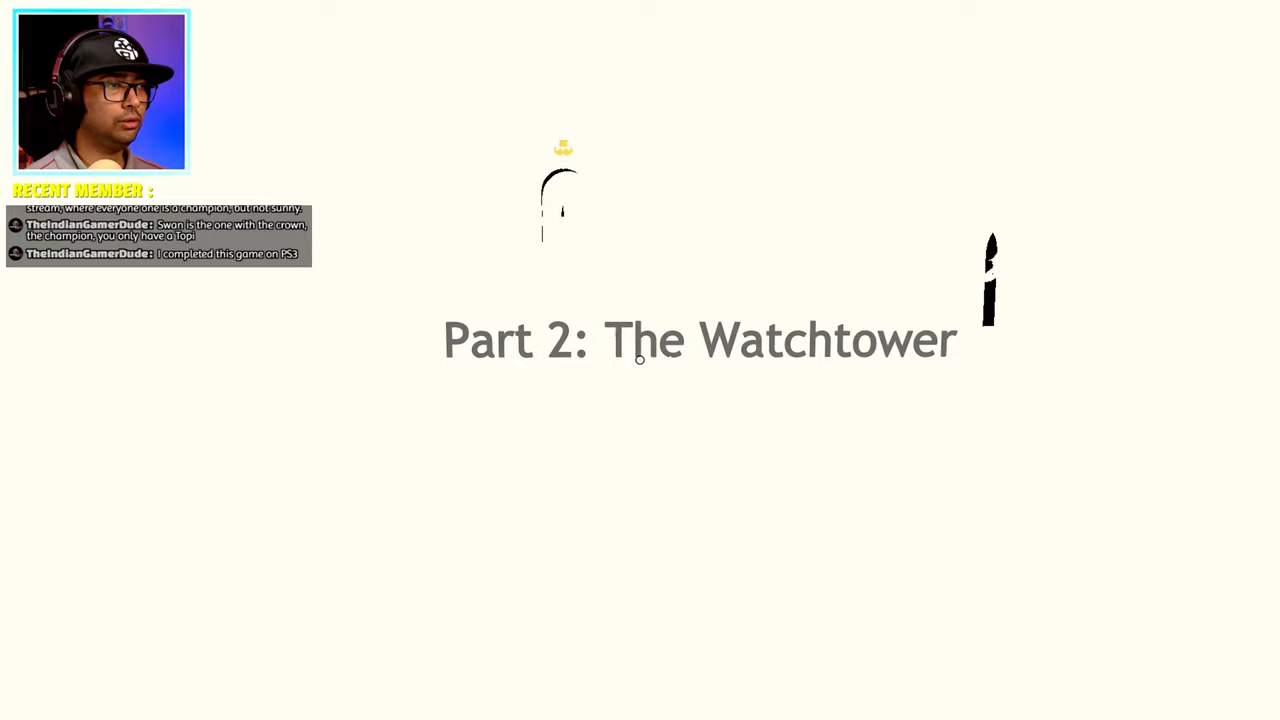 RECENT MEMBER :
stream, where everyone one is a champion, but not sunny.
TheIndianGamerDude: Swan is the one with the crown,
the champion, you only have a Topi
TheIndianGamerDude: I completed this game on PS3
Part 2: The Watchtower